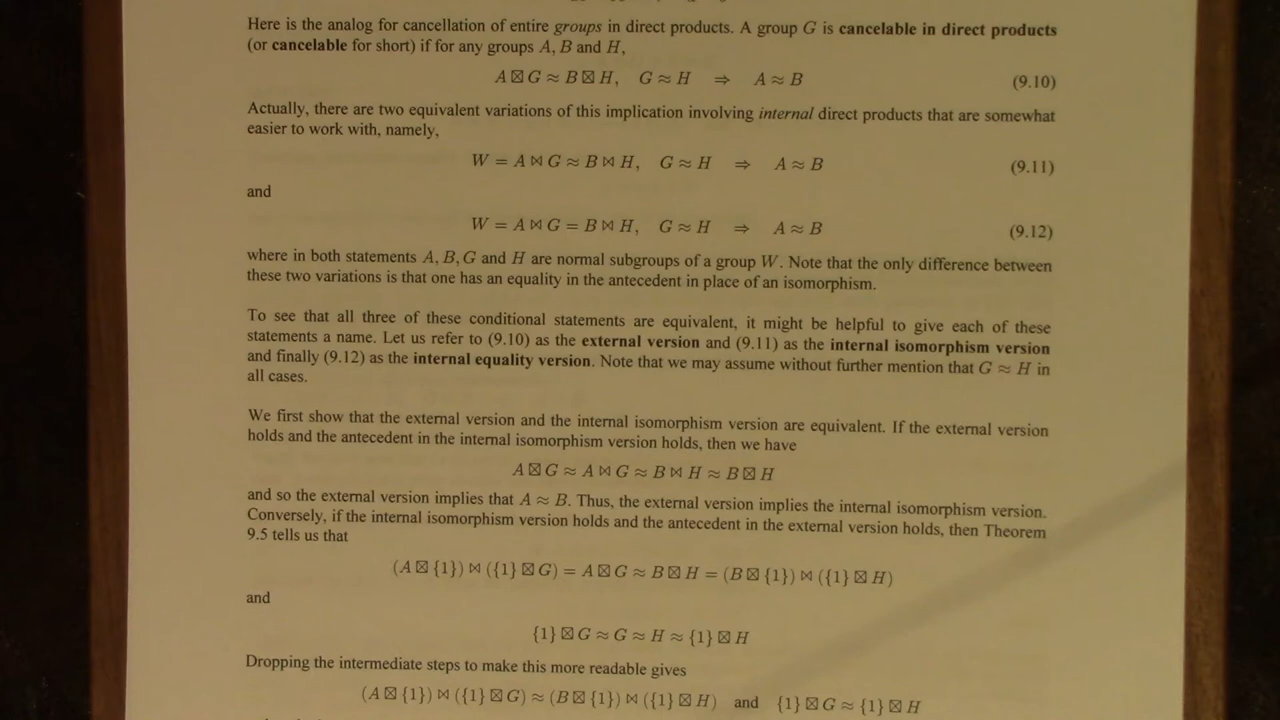 Here is the analog for cancellation of entire groups in direct products. A group G is cancelable in direct products
(or cancelable for short) if for any groups A, B and H,
A ⊠ G ≈ B ⊠ H, G ≈ H ⇒ A ≈ B (9.10)
Actually, there are two equivalent variations of this implication involving internal direct products that are somewhat
easier to work with, namely,
W = A ⋈ G ≈ B ⋈ H, G ≈ H ⇒ A ≈ B (9.11)
and
W = A ⋈ G = B ⋈ H, G ≈ H ⇒ A ≈ B (9.12)
where in both statements A, B, G and H are normal subgroups of a group W. Note that the only difference between
these two variations is that one has an equality in the antecedent in place of an isomorphism.
To see that all three of these conditional statements are equivalent, it might be helpful to give each of these
statements a name. Let us refer to (9.10) as the external version and (9.11) as the internal isomorphism version
and finally (9.12) as the internal equality version. Note that we may assume without further mention that G ≈ H in
all cases.
We first show that the external version and the internal isomorphism version are equivalent. If the external version
holds and the antecedent in the internal isomorphism version holds, then we have
A ⊠ G ≈ A ⋈ G ≈ B ⋈ H ≈ B ⊠ H
and so the external version implies that A ≈ B. Thus, the external version implies the internal isomorphism version.
Conversely, if the internal isomorphism version holds and the antecedent in the external version holds, then Theorem
9.5 tells us that
(A ⊠ {1}) ⋈ ({1} ⊠ G) = A ⊠ G ≈ B ⊠ H = (B ⊠ {1}) ⋈ ({1} ⊠ H)
and
{1} ⊠ G ≈ G ≈ H ≈ {1} ⊠ H
Dropping the intermediate steps to make this more readable gives
(A ⊠ {1}) ⋈ ({1} ⊠ G) ≈ (B ⊠ {1}) ⋈ ({1} ⊠ H) and {1} ⊠ G ≈ {1} ⊠ H